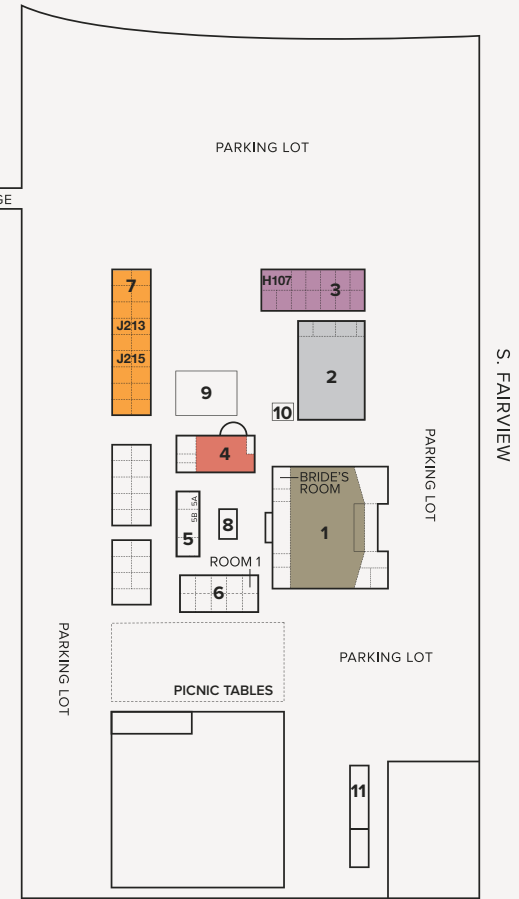 PARKING LOT
GE
7
H107
3
J213
J215
S. FAIRVIEW
2
9
10
4
PARKING LOT
BRIDE'S
ROOM
5A
5B
5
8
1
ROOM 1
6
PARKING LOT
PARKING LOT
PICNIC TABLES
11